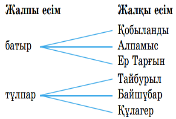 Жалпы есім Жалқы есім
Қобыланды
батыр Алпамыс
Ер Тарғын
Тайбурыл
тұлпар Байшұбар
Құлагер